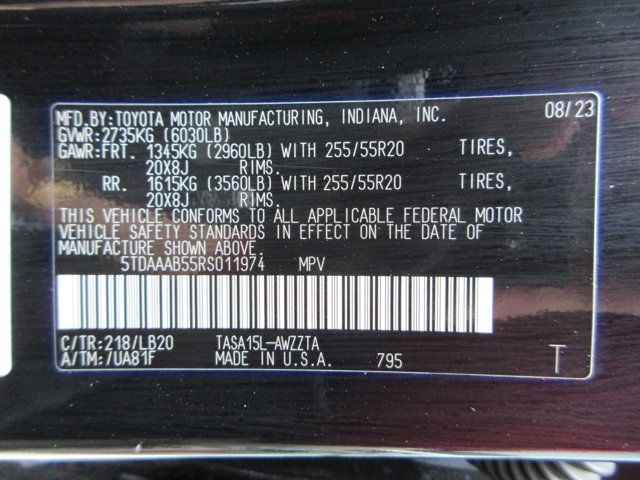 MFD.BY:TOYOTA MOTOR MANUFACTURING, INDIANA, INC. 08/23
GVWR:2735KG (6030LB)
GAWR:FRT. 1345KG (2960LB) WITH 255/55R20 TIRES,
20X8J RIMS.
RR. 1615KG (3560LB) WITH 255/55R20 TIRES,
20X8J RIMS.
THIS VEHICLE CONFORMS TO ALL APPLICABLE FEDERAL MOTOR
VEHICLE SAFETY STANDARDS IN EFFECT ON THE DATE OF
MANUFACTURE SHOWN ABOVE.
5TDAAAB55RS011974 MPV
C/TR:218/LB20 TASA15L-AWZZTA
A/TM:/UA81F MADE IN U.S.A. 795 T